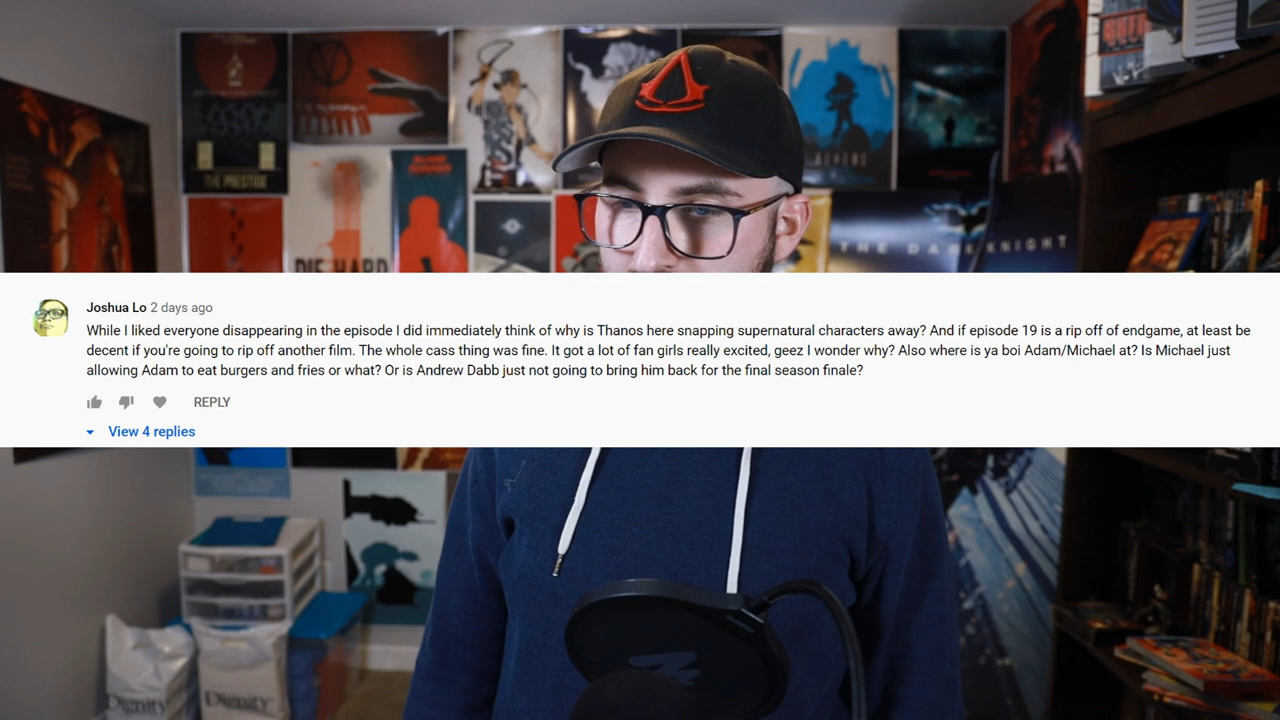 THE PRESTIGE
ALIENS
DIE HARD
THE DARK KNIGHT
Joshua Lo 2 days ago
While I liked everyone disappearing in the episode I did immediately think of why is Thanos here snapping supernatural characters away? And if episode 19 is a rip off of endgame, at least be
decent if you're going to rip off another film. The whole cass thing was fine. It got a lot of fan girls really excited, geez I wonder why? Also where is ya boi Adam/Michael at? Is Michael just
allowing Adam to eat burgers and fries or what? Or is Andrew Dabb just not going to bring him back for the final season finale?
REPLY
View 4 replies
Dignity
Dignity